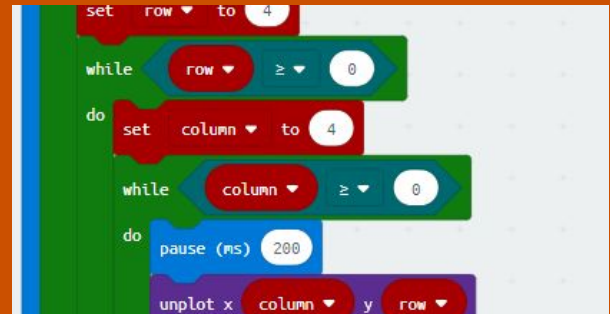 set row to 4
while row ≥ 0
do
set column to 4
while column ≥ 0
do
pause (ms) 200
unplot x column y row